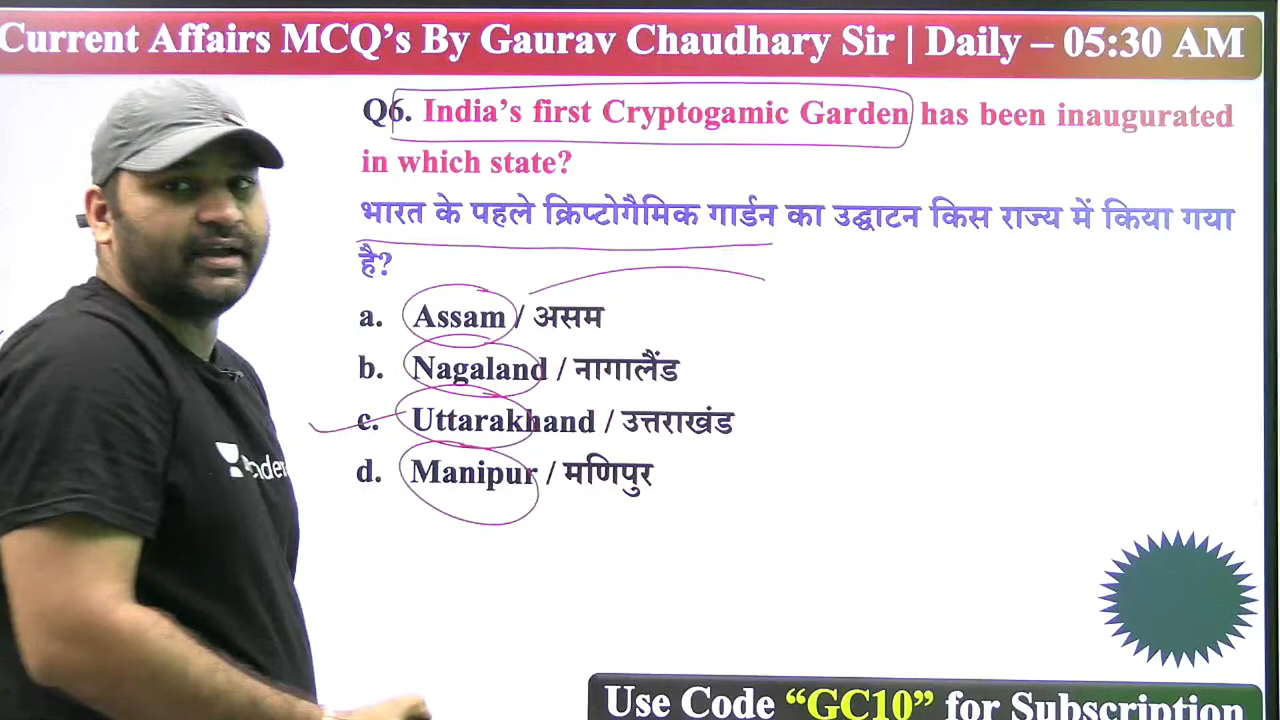 Current Affairs MCQ's By Gaurav Chaudhary Sir | Daily – 05:30 AM
Q6. India's first Cryptogamic Garden has been inaugurated
in which state?
भारत के पहले क्रिप्टोगैमिक गार्डन का उद्घाटन किस राज्य में किया गया
है?
a. Assam / असम
b. Nagaland / नागालैंड
c. Uttarakhand / उत्तराखंड
d. Manipur / मणिपुर
Use Code “GC10” for Subscription